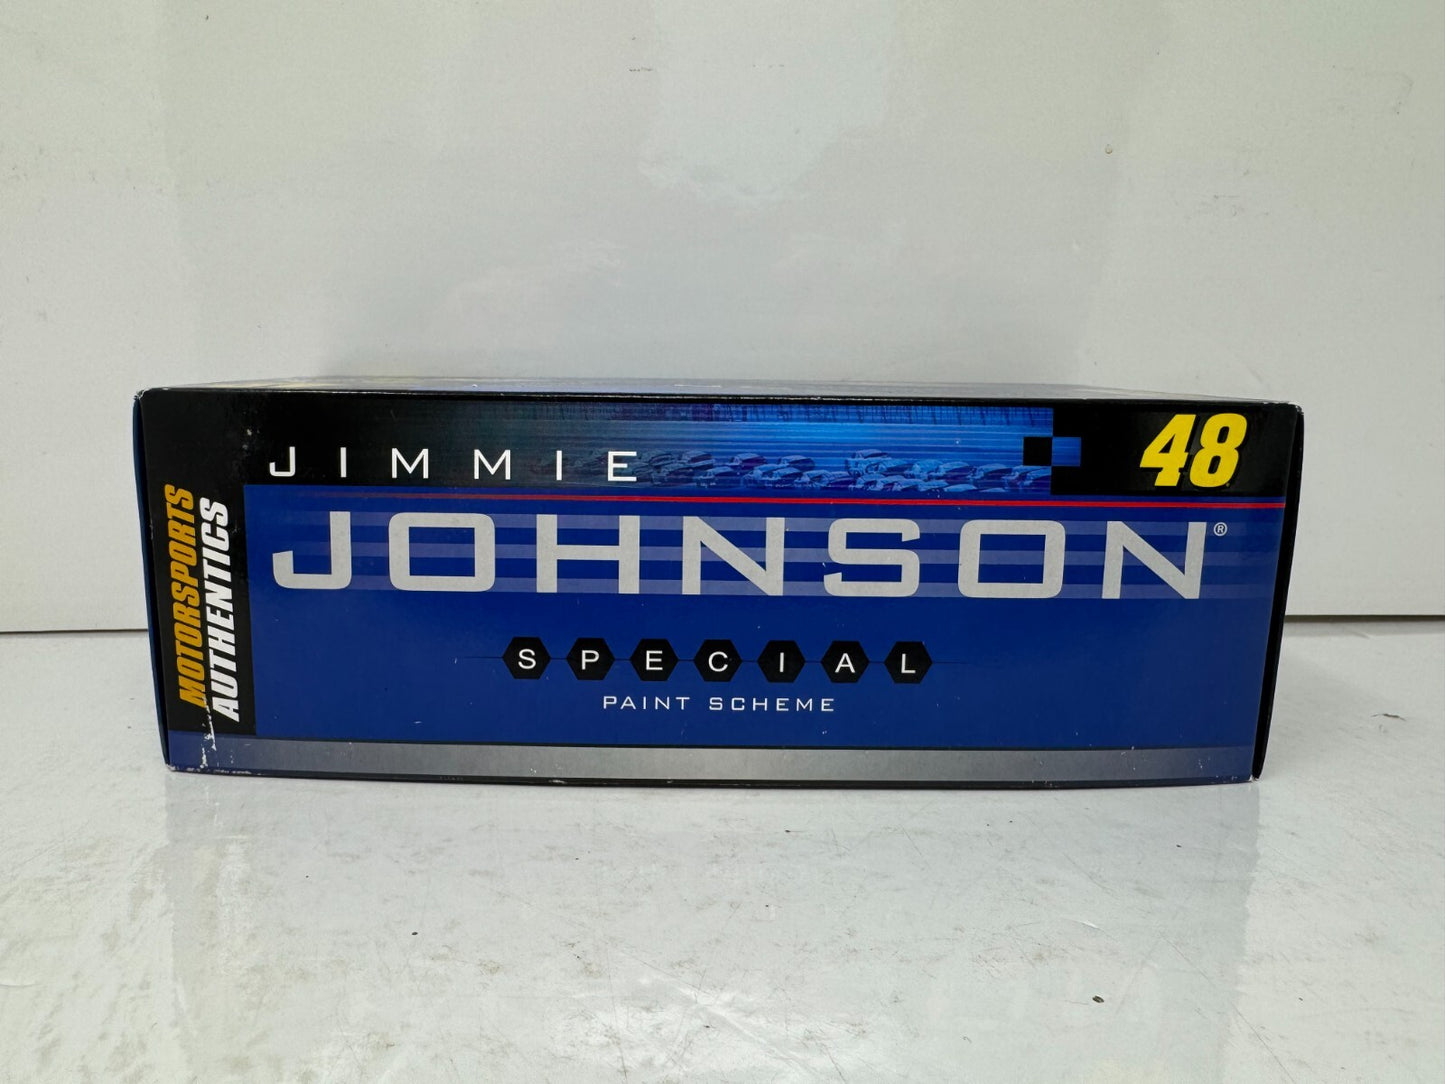 JIMMIE
48
JOHNSON®
SPECIAL
PAINT SCHEME
MOTORSPORTS
AUTHENTICS